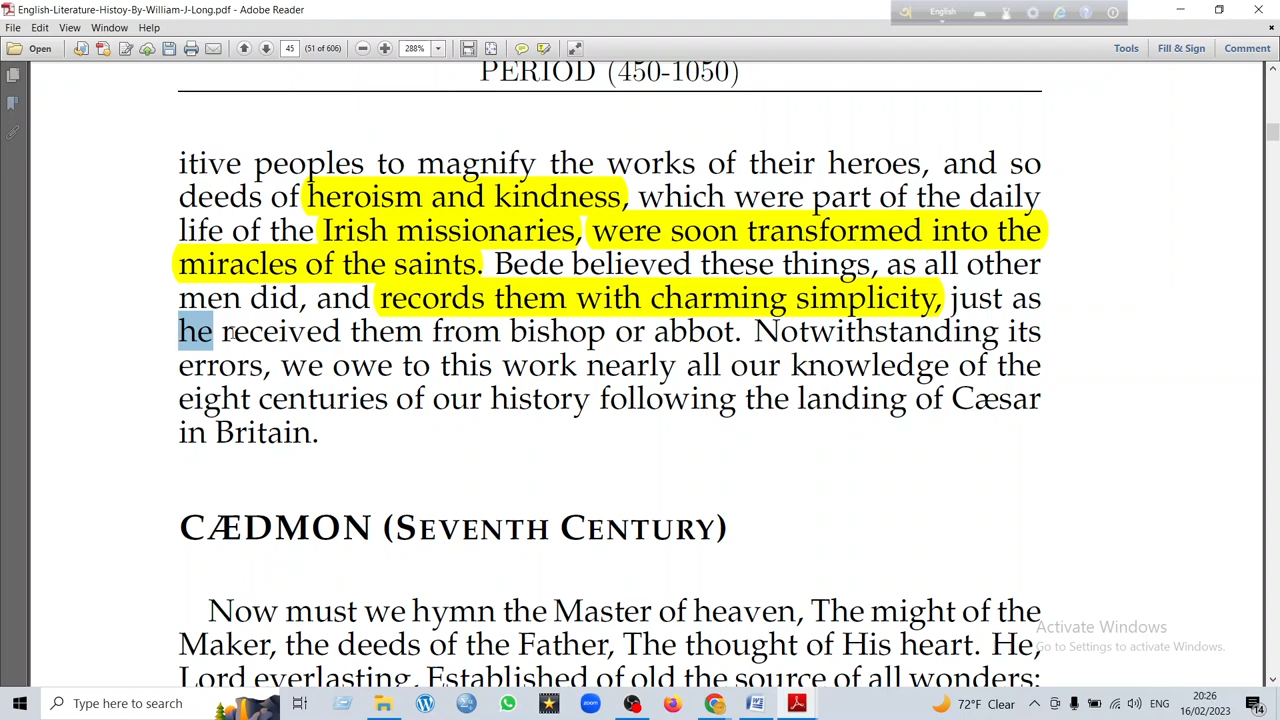 English-Literature-Histoy-By-William-J-Long.pdf - Adobe Reader
English
File Edit View Window Help
Open 45 (51 of 606) 288% Tools Fill & Sign Comment
PERIOD (450-1050)
itive peoples to magnify the works of their heroes, and so
deeds of heroism and kindness, which were part of the daily
life of the Irish missionaries, were soon transformed into the
miracles of the saints. Bede believed these things, as all other
men did, and records them with charming simplicity, just as
he received them from bishop or abbot. Notwithstanding its
errors, we owe to this work nearly all our knowledge of the
eight centuries of our history following the landing of Cæsar
in Britain.
CÆDMON (SEVENTH CENTURY)
Now must we hymn the Master of heaven, The might of the
Maker, the deeds of the Father, The thought of His heart. He,
Lord everlasting, Established of old the source of all wonders:
Activate Windows
Go to Settings to activate Windows.
Type here to search
72°F Clear
20:26
16/02/2023
14